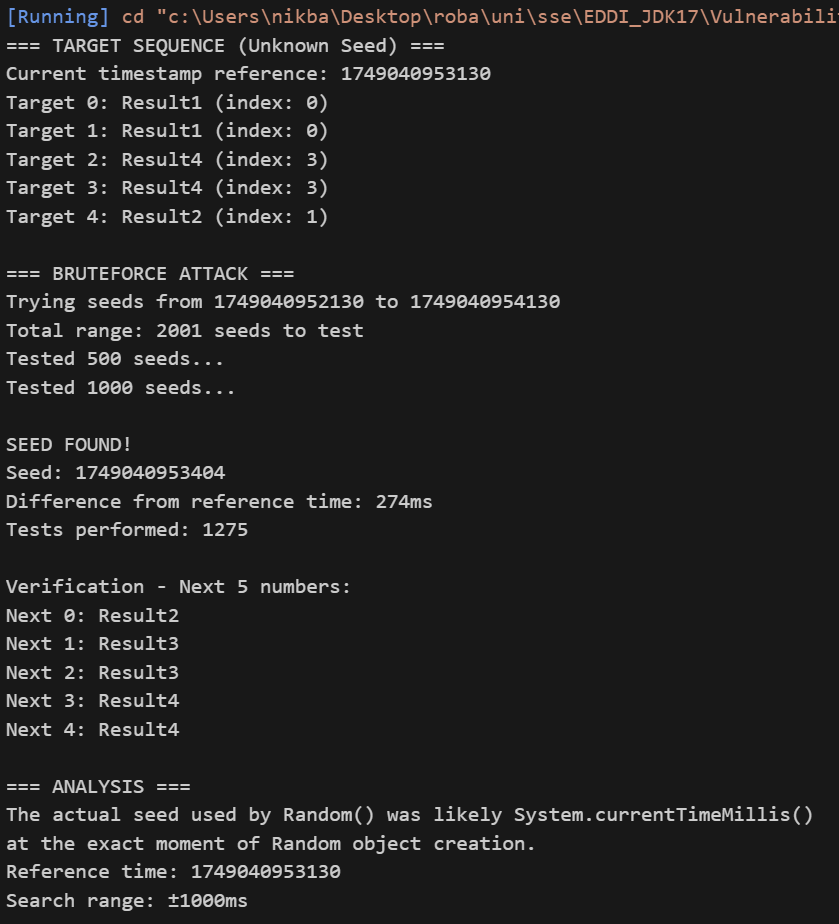 [Running] cd "c:\Users\nikba\Desktop\roba\uni\sse\EDDI_JDK17\Vulnerabili
=== TARGET SEQUENCE (Unknown Seed) ===
Current timestamp reference: 1749040953130
Target 0: Result1 (index: 0)
Target 1: Result1 (index: 0)
Target 2: Result4 (index: 3)
Target 3: Result4 (index: 3)
Target 4: Result2 (index: 1)
=== BRUTEFORCE ATTACK ===
Trying seeds from 1749040952130 to 1749040954130
Total range: 2001 seeds to test
Tested 500 seeds...
Tested 1000 seeds...
SEED FOUND!
Seed: 1749040953404
Difference from reference time: 274ms
Tests performed: 1275
Verification - Next 5 numbers:
Next 0: Result2
Next 1: Result3
Next 2: Result3
Next 3: Result4
Next 4: Result4
=== ANALYSIS ===
The actual seed used by Random() was likely System.currentTimeMillis()
at the exact moment of Random object creation.
Reference time: 1749040953130
Search range: ±1000ms